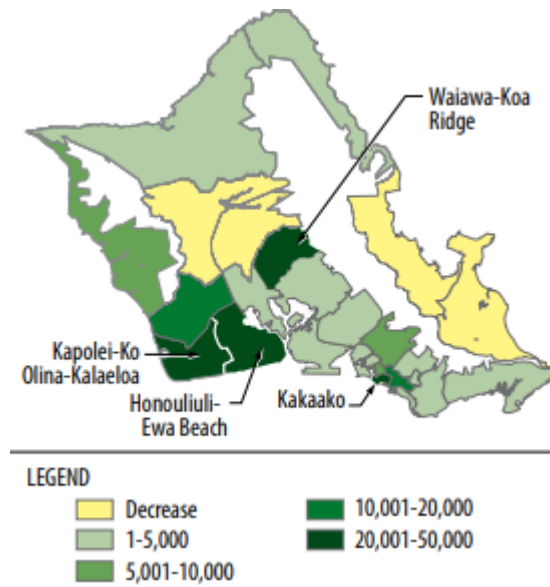 Waiawa-Koa
Ridge
Kapolei-Ko
Olina-Kalaeloa
Honouliuli-
Ewa Beach
Kakaako
LEGEND
Decrease
1-5,000
5,001-10,000
10,001-20,000
20,001-50,000